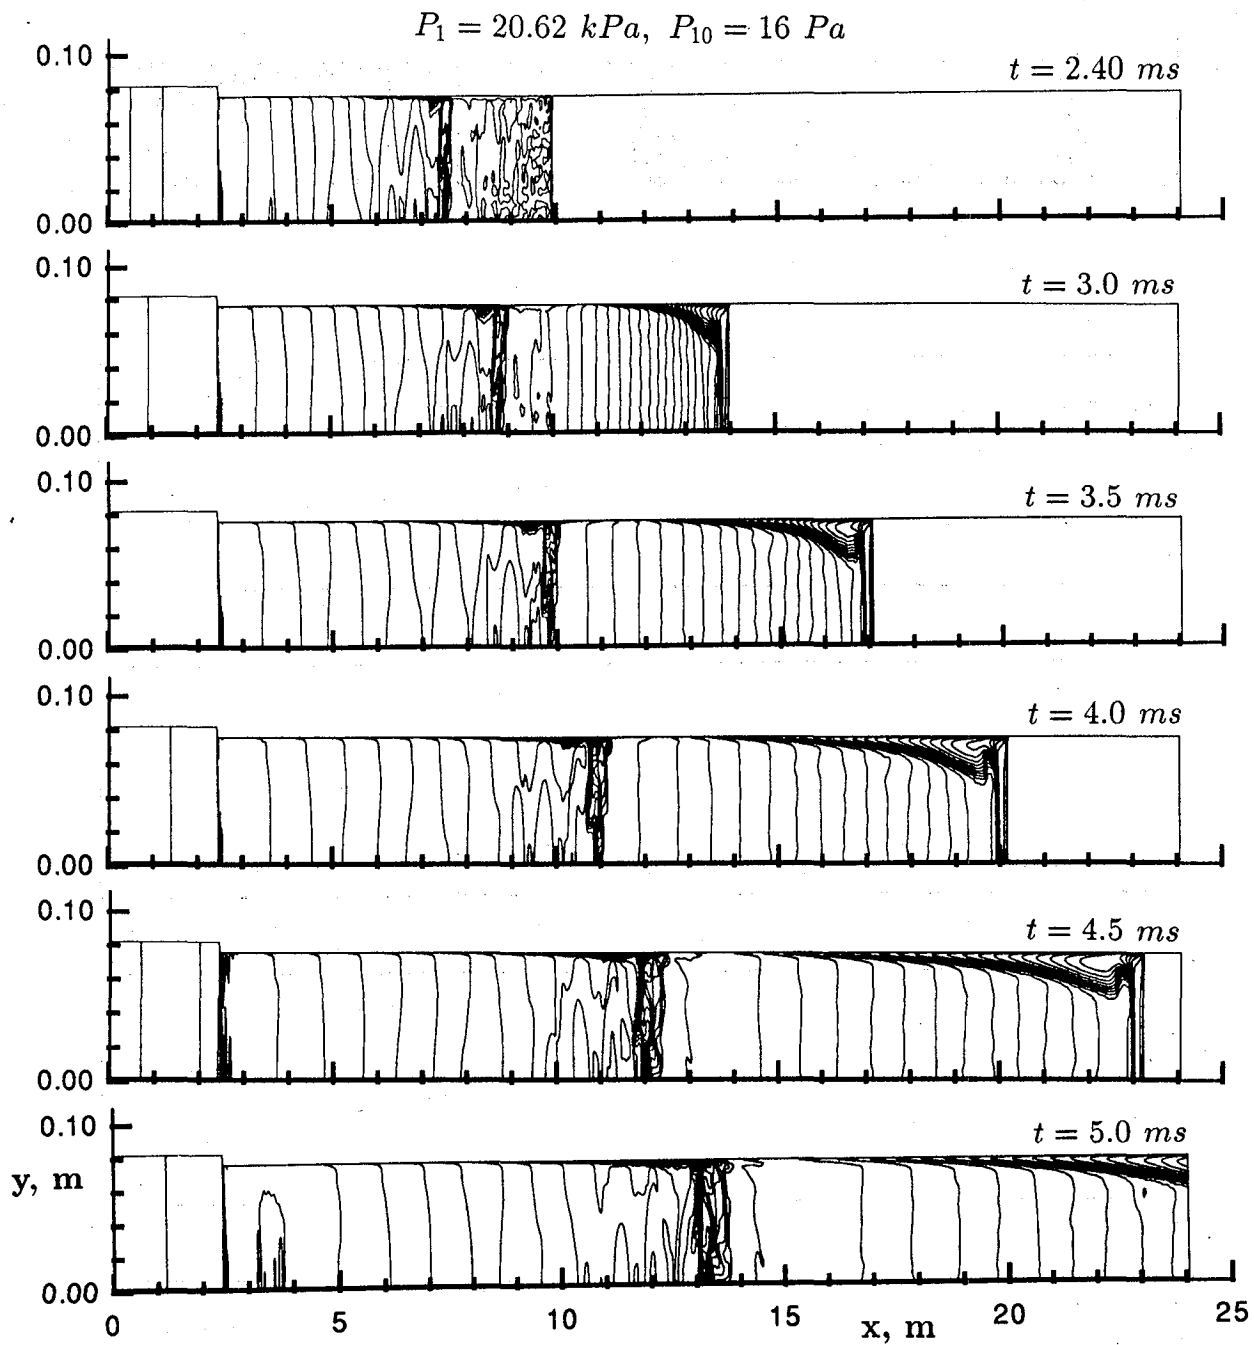 P₁ = 20.62 kPa, P₁₀ = 16 Pa
0.10
t = 2.40 ms
0.00
0.10
t = 3.0 ms
0.00
0.10
t = 3.5 ms
0.00
0.10
t = 4.0 ms
0.00
0.10
t = 4.5 ms
0.00
0.10
t = 5.0 ms
y, m
0.00
0 5 10 15 x, m 20 25